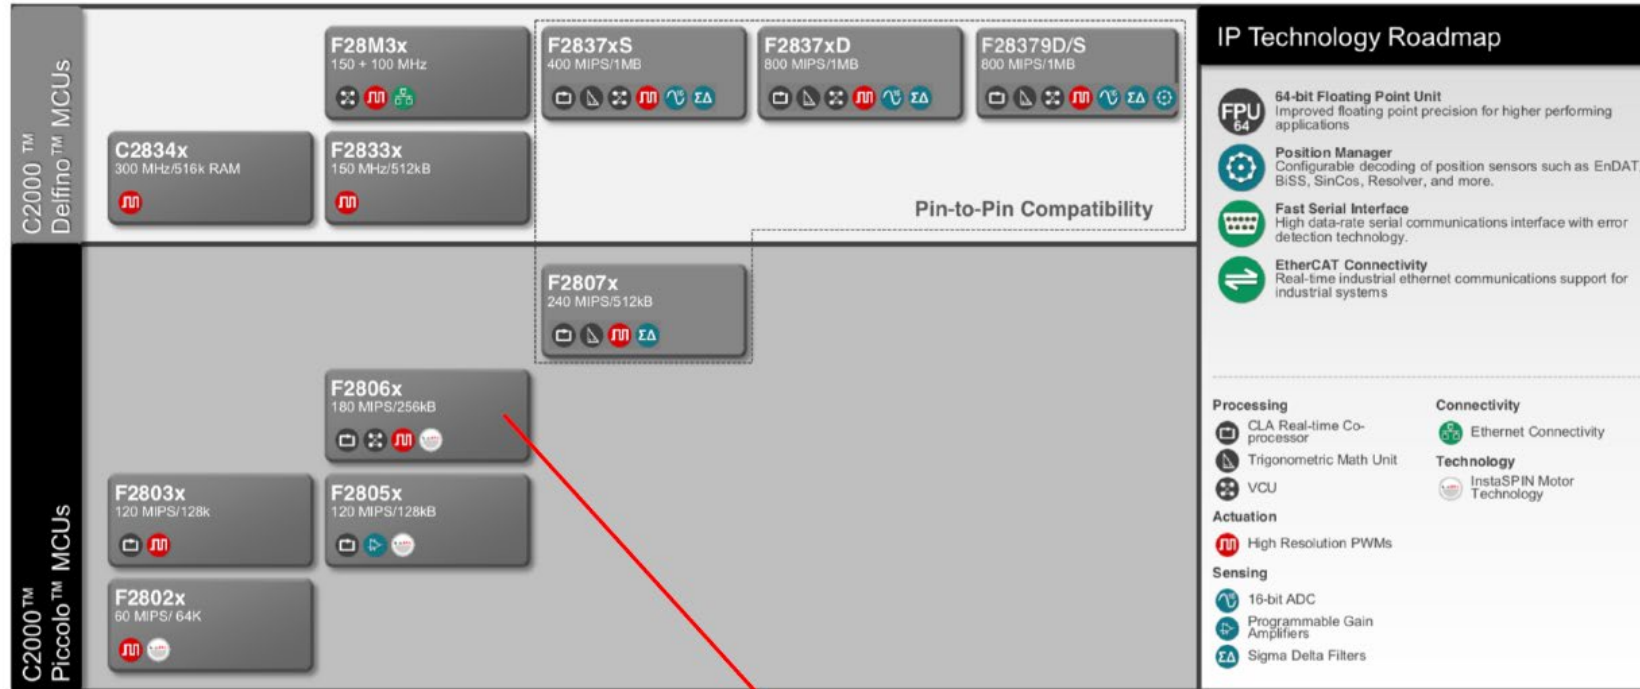 C2000 ™
Delfino™ MCUs
F28M3x
150 + 100 MHz
F2837xS
400 MIPS/1MB
ΣΔ
F2837xD
800 MIPS/1MB
ΣΔ
F28379D/S
800 MIPS/1MB
ΣΔ
C2834x
300 MHz/516k RAM
F2833x
150 MHz/512kB
Pin-to-Pin Compatibility
C2000™
Piccolo™ MCUs
F2807x
240 MIPS/512kB
ΣΔ
F2806x
180 MIPS/256kB
F2803x
120 MIPS/128k
F2805x
120 MIPS/128kB
F2802x
60 MIPS/ 64K
IP Technology Roadmap
FPU
64
64-bit Floating Point Unit
Improved floating point precision for higher performing
applications
Position Manager
Configurable decoding of position sensors such as EnDAT,
BiSS, SinCos, Resolver, and more.
Fast Serial Interface
High data-rate serial communications interface with error
detection technology.
EtherCAT Connectivity
Real-time industrial ethernet communications support for
industrial systems
Processing
CLA Real-time Co-
processor
Trigonometric Math Unit
VCU
Actuation
High Resolution PWMs
Sensing
16-bit ADC
Programmable Gain
Amplifiers
ΣΔ Sigma Delta Filters
Connectivity
Ethernet Connectivity
Technology
InstaSPIN Motor
Technology